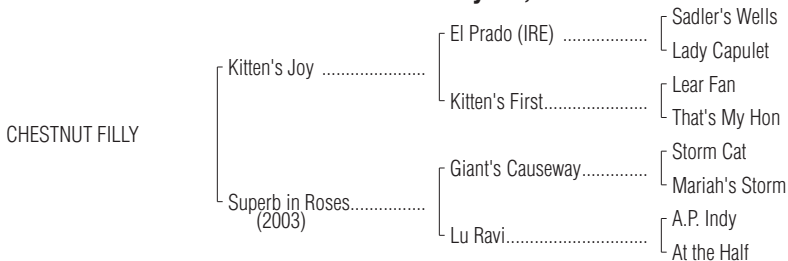 Sadler's Wells
El Prado (IRE) ..................
Lady Capulet
Kitten's Joy ......................
Lear Fan
Kitten's First......................
That's My Hon
CHESTNUT FILLY
Storm Cat
Giant's Causeway..............
Mariah's Storm
Superb in Roses................
(2003)
A.P. Indy
Lu Ravi..............................
At the Half